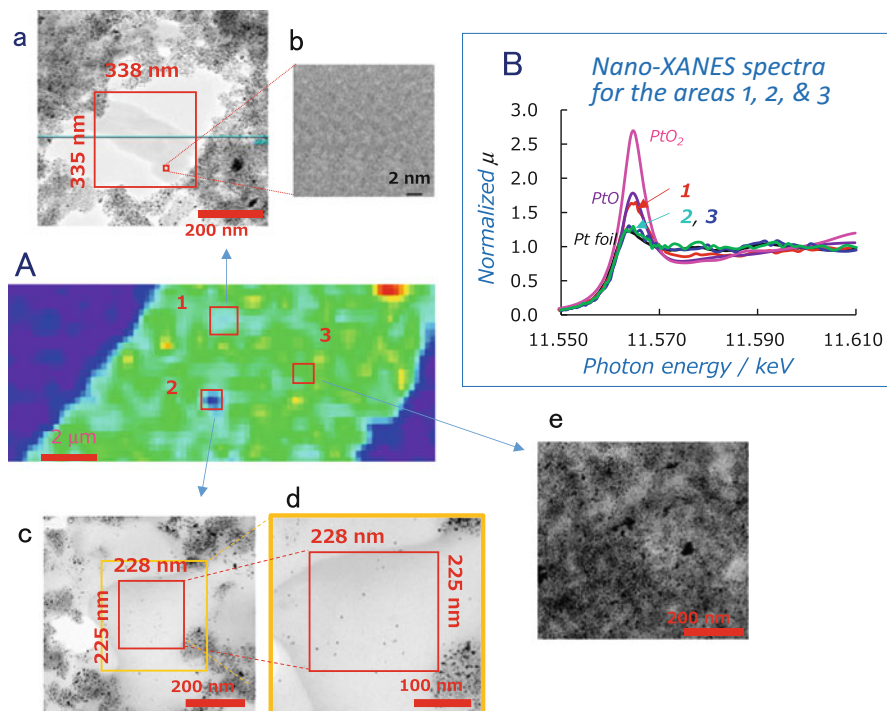 a
338 nm
335 nm
200 nm
b
2 nm
B
Nano-XANES spectra
for the areas 1, 2, & 3
Normalized μ
3.0
2.5
2.0
1.5
1.0
0.5
0.0
PtO2
PtO
1
2, 3
Pt foil
11.550
11.570
11.590
11.610
Photon energy / keV
A
1
3
2
2 μm
c
228 nm
225 nm
200 nm
d
228 nm
225 nm
100 nm
e
200 nm